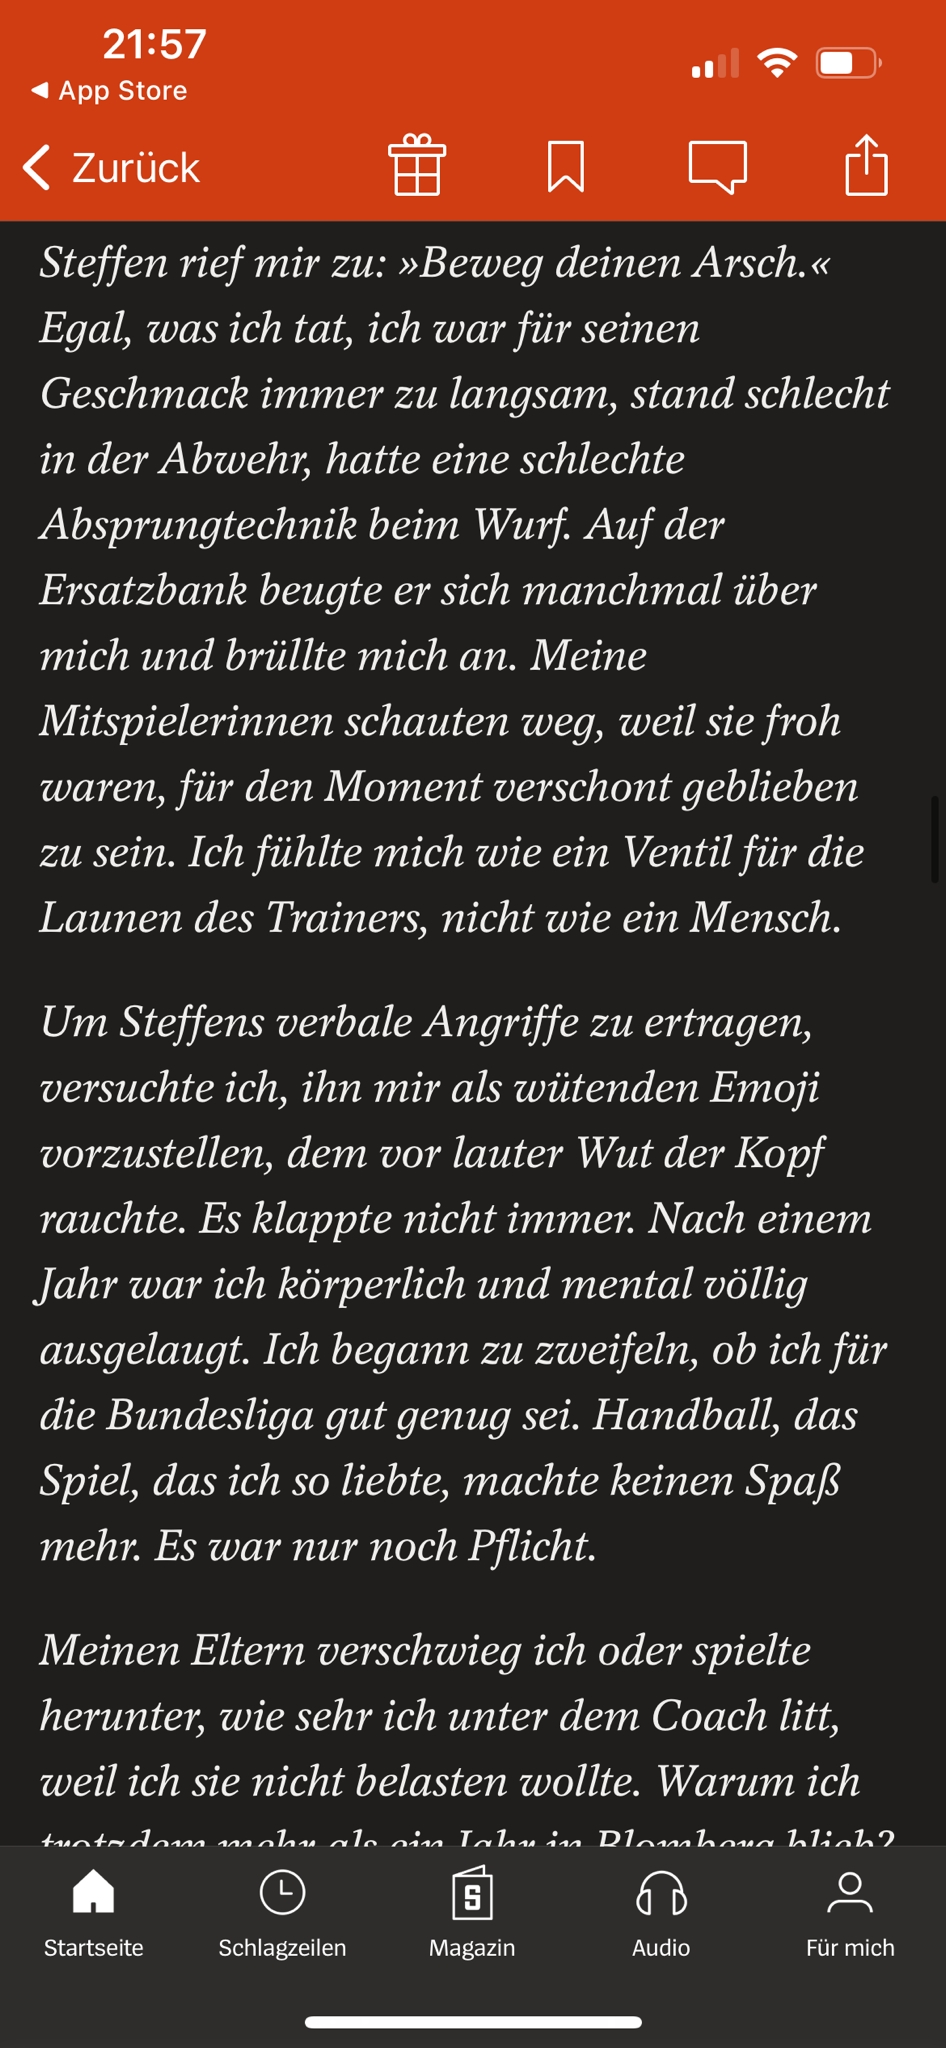 21:57
◀ App Store
Zurück
Steffen rief mir zu: »Beweg deinen Arsch.«
Egal, was ich tat, ich war für seinen
Geschmack immer zu langsam, stand schlecht
in der Abwehr, hatte eine schlechte
Absprungtechnik beim Wurf. Auf der
Ersatzbank beugte er sich manchmal über
mich und brüllte mich an. Meine
Mitspielerinnen schauten weg, weil sie froh
waren, für den Moment verschont geblieben
zu sein. Ich fühlte mich wie ein Ventil für die
Launen des Trainers, nicht wie ein Mensch.
Um Steffens verbale Angriffe zu ertragen,
versuchte ich, ihn mir als wütenden Emoji
vorzustellen, dem vor lauter Wut der Kopf
rauchte. Es klappte nicht immer. Nach einem
Jahr war ich körperlich und mental völlig
ausgelaugt. Ich begann zu zweifeln, ob ich für
die Bundesliga gut genug sei. Handball, das
Spiel, das ich so liebte, machte keinen Spaß
mehr. Es war nur noch Pflicht.
Meinen Eltern verschwieg ich oder spielte
herunter, wie sehr ich unter dem Coach litt,
weil ich sie nicht belasten wollte. Warum ich
trotzdem mehr als ein Jahr in Blomberg blieb?
Startseite
Schlagzeilen
Magazin
Audio
Für mich